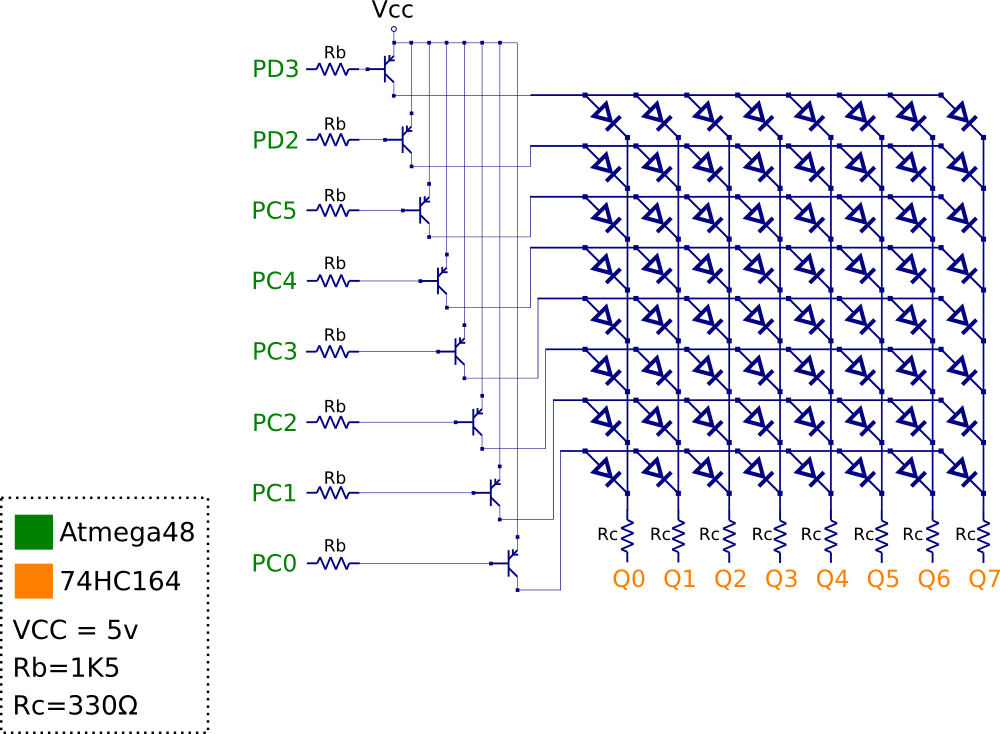 Vcc
Rb
PD3
Rb
PD2
Rb
PC5
Rb
PC4
Rb
PC3
Rb
PC2
Rb
PC1
Rb
PC0
Rc Rc Rc Rc Rc Rc Rc Rc
Q0 Q1 Q2 Q3 Q4 Q5 Q6 Q7
Atmega48
74HC164
VCC = 5v
Rb=1K5
Rc=330Ω